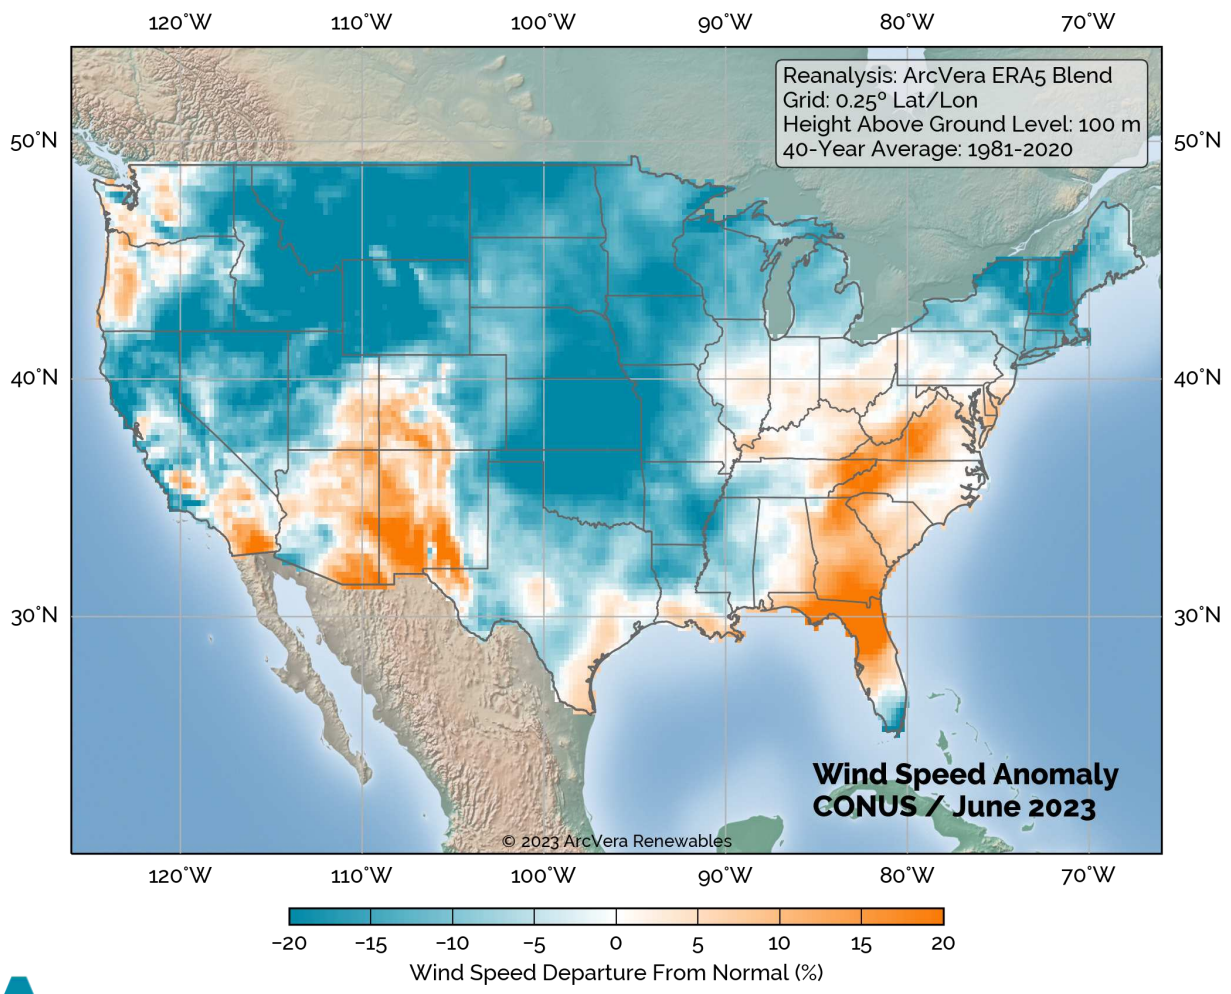 120°W 110°W 100°W 90°W 80°W 70°W
Reanalysis: ArcVera ERA5 Blend
Grid: 0.25º Lat/Lon
Height Above Ground Level: 100 m
40-Year Average: 1981-2020
50°N 50°N
40°N 40°N
30°N 30°N
Wind Speed Anomaly
CONUS / June 2023
© 2023 ArcVera Renewables
120°W 110°W 100°W 90°W 80°W 70°W
−20 −15 −10 −5 0 5 10 15 20
Wind Speed Departure From Normal (%)